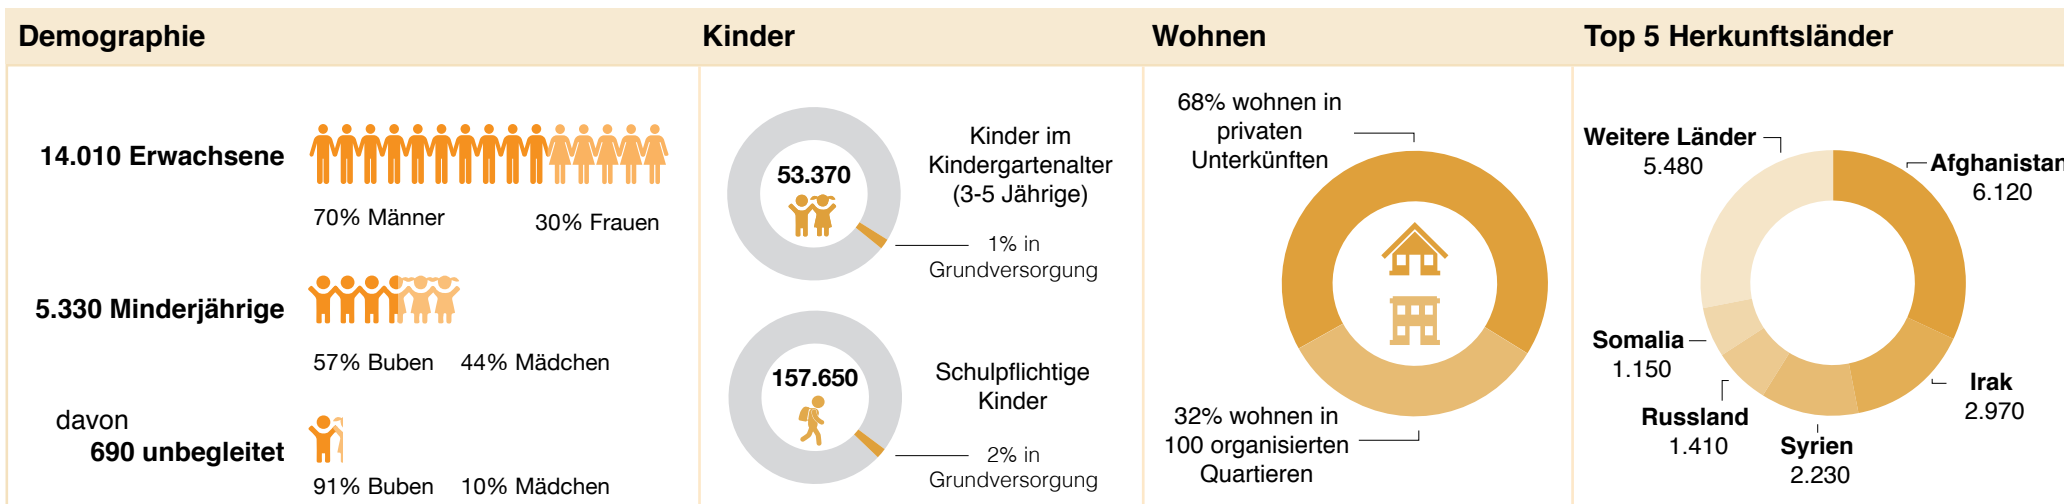 Demographie
14.010 Erwachsene
70% Männer
30% Frauen
5.330 Minderjährige
57% Buben
44% Mädchen
davon
690 unbegleitet
91% Buben
10% Mädchen
Kinder
53.370
Kinder im
Kindergartenalter
(3-5 Jährige)
1% in
Grundversorgung
157.650
Schulpflichtige
Kinder
2% in
Grundversorgung
Wohnen
68% wohnen in
privaten
Unterkünften
32% wohnen in
100 organisierten
Quartieren
Top 5 Herkunftsländer
Weitere Länder
5.480
Afghanistan
6.120
Somalia
1.150
Irak
2.970
Russland
1.410
Syrien
2.230